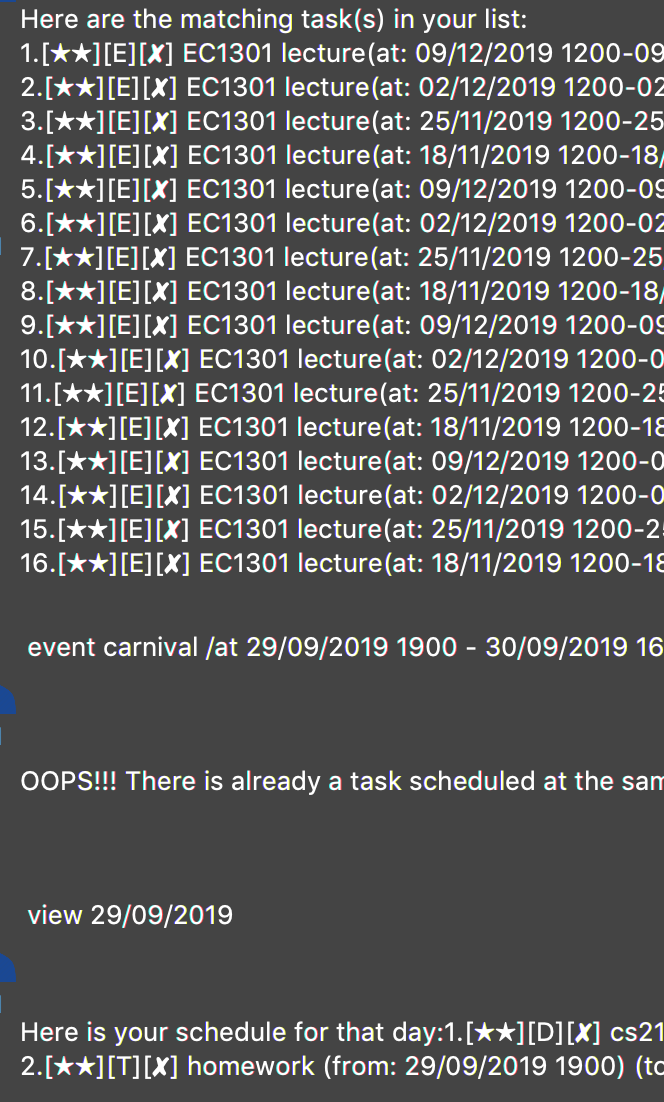 Here are the matching task(s) in your list:
1.[★★][E][✘] EC1301 lecture(at: 09/12/2019 1200-09
2.[★★][E][✘] EC1301 lecture(at: 02/12/2019 1200-02
3.[★★][E][✘] EC1301 lecture(at: 25/11/2019 1200-25
4.[★★][E][✘] EC1301 lecture(at: 18/11/2019 1200-18/
5.[★★][E][✘] EC1301 lecture(at: 09/12/2019 1200-09
6.[★★][E][✘] EC1301 lecture(at: 02/12/2019 1200-02
7.[★★][E][✘] EC1301 lecture(at: 25/11/2019 1200-25
8.[★★][E][✘] EC1301 lecture(at: 18/11/2019 1200-18/
9.[★★][E][✘] EC1301 lecture(at: 09/12/2019 1200-09
10.[★★][E][✘] EC1301 lecture(at: 02/12/2019 1200-0
11.[★★][E][✘] EC1301 lecture(at: 25/11/2019 1200-25
12.[★★][E][✘] EC1301 lecture(at: 18/11/2019 1200-18
13.[★★][E][✘] EC1301 lecture(at: 09/12/2019 1200-0
14.[★★][E][✘] EC1301 lecture(at: 02/12/2019 1200-0
15.[★★][E][✘] EC1301 lecture(at: 25/11/2019 1200-25
16.[★★][E][✘] EC1301 lecture(at: 18/11/2019 1200-18
event carnival /at 29/09/2019 1900 - 30/09/2019 16
OOPS!!! There is already a task scheduled at the sam
view 29/09/2019
Here is your schedule for that day:1.[★★][D][✘] cs21
2.[★★][T][✘] homework (from: 29/09/2019 1900) (to